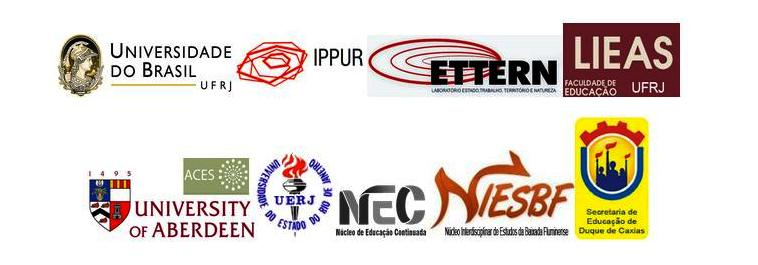 UNIVERSIDADE
DO BRASIL
UFRJ
IPPUR
ETTERN
LABORATÓRIO ESTADO, TRABALHO, TERRITÓRIO E NATUREZA
LIEAS
FACULDADE DE
EDUCAÇÃO
UFRJ
1495
ACES
UNIVERSITY
OF ABERDEEN
UERJ
UNIVERSIDADE DO ESTADO DO RIO DE JANEIRO
NEC
Núcleo de Educação Continuada
NIESBF
Núcleo Interdisciplinar de Estudos da Baixada Fluminense
Secretaria de
Educação de
Duque de Caxias